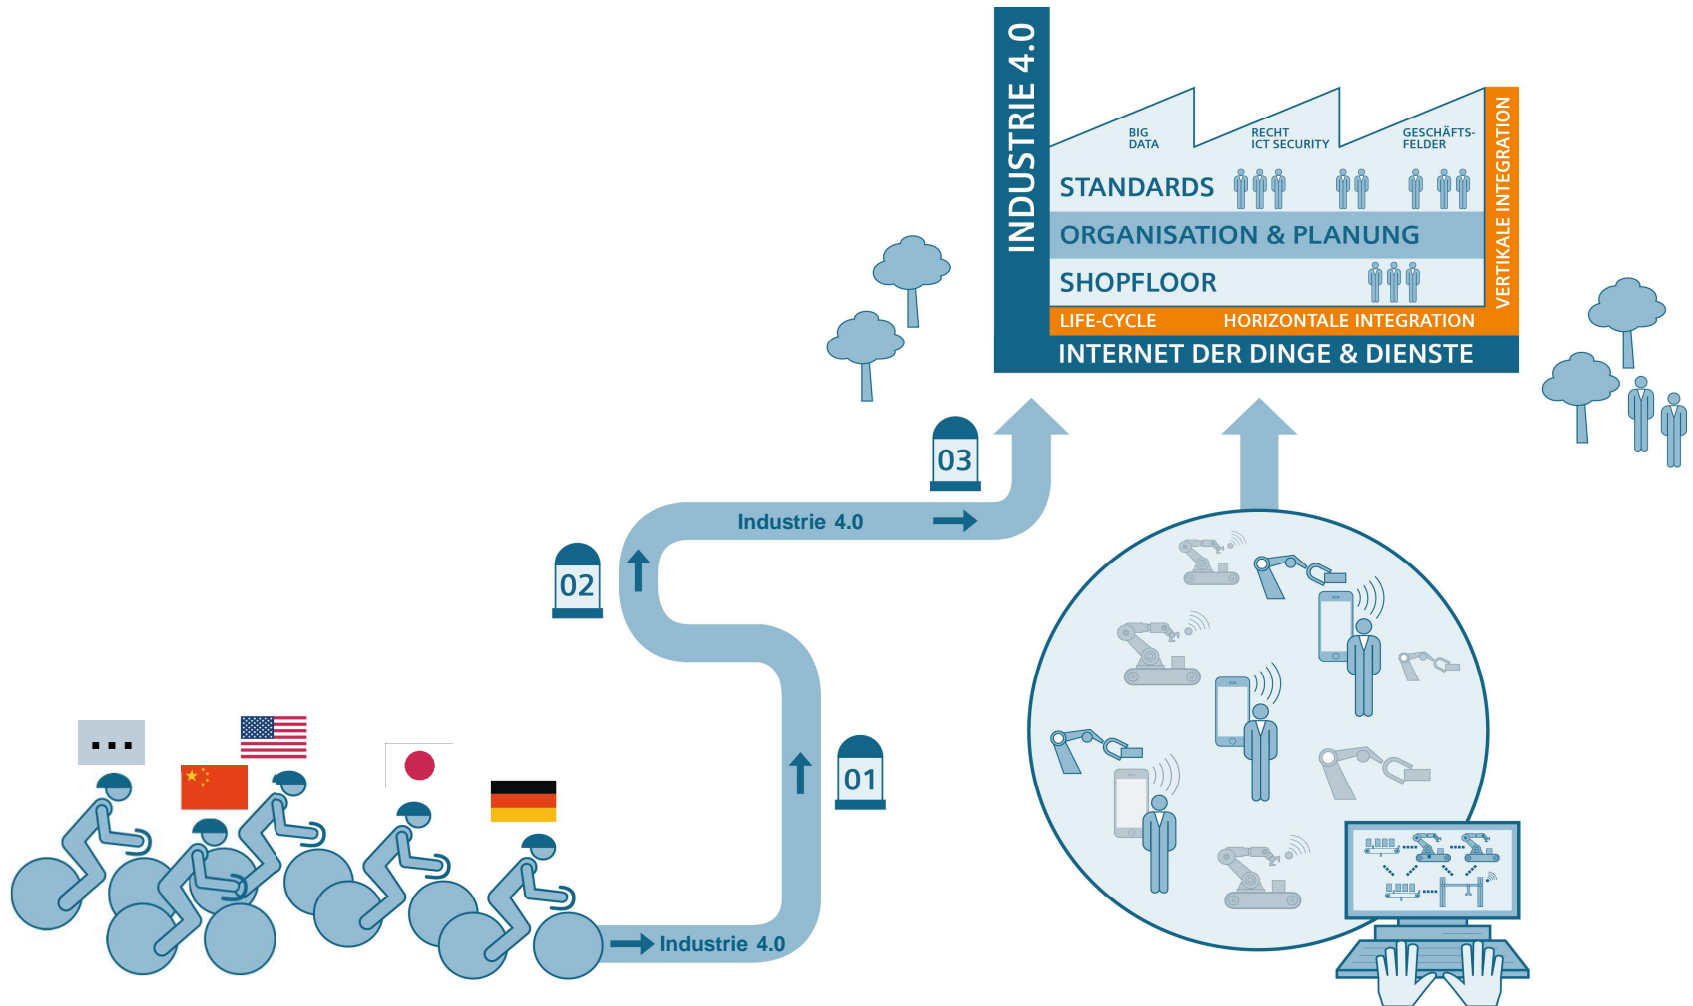 INDUSTRIE 4.0
BIG
DATA
RECHT
ICT SECURITY
GESCHÄFTS-
FELDER
STANDARDS
ORGANISATION & PLANUNG
SHOPFLOOR
LIFE-CYCLE
HORIZONTALE INTEGRATION
VERTIKALE INTEGRATION
INTERNET DER DINGE & DIENSTE
03
Industrie 4.0
02
01
...
Industrie 4.0